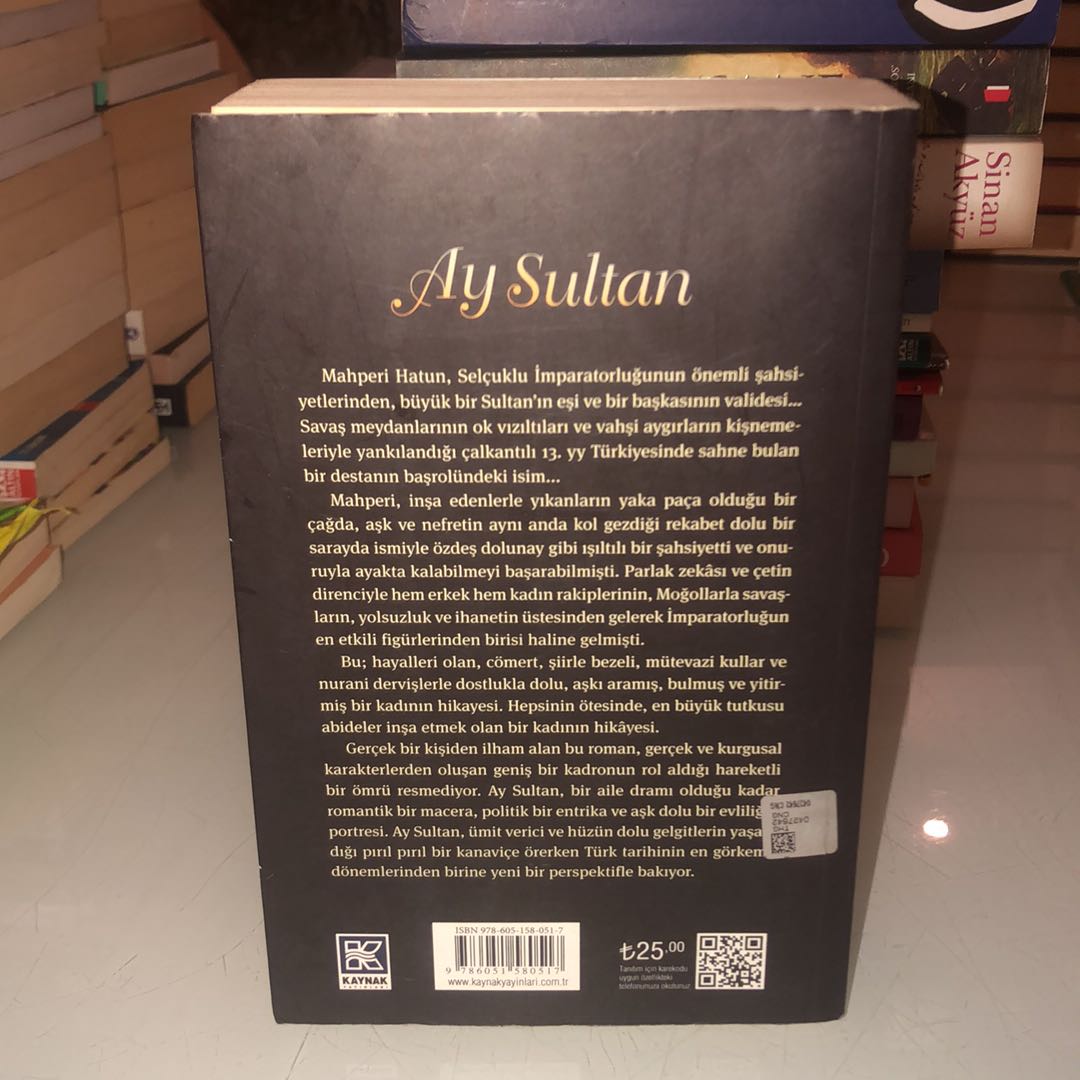 Ay Sultan
Mahperi Hatun, Selçuklu İmparatorluğunun önemli şahsi-
yetlerinden, büyük bir Sultan'ın eşi ve bir başkasının validesi...
Savaş meydanlarının ok vızıltıları ve vahşi aygırların kişneme-
leriyle yankılandığı çalkantılı 13. yy Türkiyesinde sahne bulan
bir destanın başrolündeki isim...
Mahperi, inşa edenlerle yıkanların yaka paça olduğu bir
çağda, aşk ve nefretin aynı anda kol gezdiği rekabet dolu bir
sarayda ismiyle özdeş dolunay gibi ışıltılı bir şahsiyetti ve onu-
ruyla ayakta kalabilmeyi başarabilmişti. Parlak zekâsı ve çetin
direnciyle hem erkek hem kadın rakiplerinin, Moğollarla savaş-
ların, yolsuzluk ve ihanetin üstesinden gelerek İmparatorluğun
en etkili figürlerinden birisi haline gelmişti.
Bu; hayalleri olan, cömert, şiirle bezeli, mütevazi kullar ve
nurani dervişlerle dostlukla dolu, aşkı aramış, bulmuş ve yitir-
miş bir kadının hikayesi. Hepsinin ötesinde, en büyük tutkusu
abideler inşa etmek olan bir kadının hikâyesi.
Gerçek bir kişiden ilham alan bu roman, gerçek ve kurgusal
karakterlerden oluşan geniş bir kadronun rol aldığı hareketli
bir ömrü resmediyor. Ay Sultan, bir aile dramı olduğu kadar
romantik bir macera, politik bir entrika ve aşk dolu bir
portresi. Ay Sultan, ümit verici ve hüzün dolu gelgitlerin
dığı pırıl pırıl bir kanaviçe örerken Türk tarihinin en
dönemlerinden birine yeni bir perspektifle bakıyor.
KAYNAK
YAYINLARI
ISBN 978-605-158-051-7
9 786051 580517
www.kaynakyayinlari.com.tr
₺25,00
Tanıtım için karekodu
uygun özellikteki
telefonunuza okutunuz
0427642
CNG
THG
Sinan
Akyüz